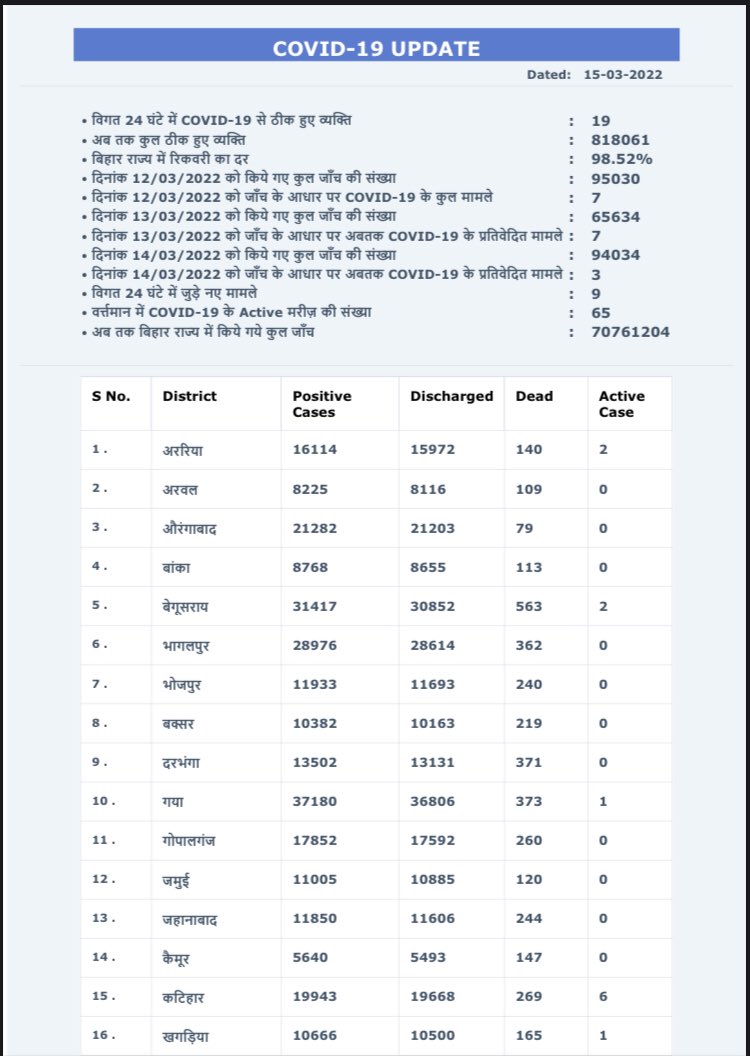 COVID-19 UPDATE
Dated: 15-03-2022
• विगत 24 घंटे में COVID-19 से ठीक हुए व्यक्ति : 19
• अब तक कुल ठीक हुए व्यक्ति : 818061
• बिहार राज्य में रिकवरी का दर : 98.52%
• दिनांक 12/03/2022 को किये गए कुल जाँच की संख्या : 95030
• दिनांक 12/03/2022 को जाँच के आधार पर COVID-19 के कुल मामले : 7
• दिनांक 13/03/2022 को किये गए कुल जाँच की संख्या : 65634
• दिनांक 13/03/2022 को जाँच के आधार पर अबतक COVID-19 के प्रतिवेदित मामले : 7
• दिनांक 14/03/2022 को किये गए कुल जाँच की संख्या : 94034
• दिनांक 14/03/2022 को जाँच के आधार पर अबतक COVID-19 के प्रतिवेदित मामले : 3
• विगत 24 घंटे में जुड़े नए मामले : 9
• वर्त्तमान में COVID-19 के Active मरीज़ की संख्या : 65
• अब तक बिहार राज्य में किये गये कुल जाँच : 70761204
S No. District Positive Cases Discharged Dead Active Case
1 . अररिया 16114 15972 140 2
2 . अरवल 8225 8116 109 0
3 . औरंगाबाद 21282 21203 79 0
4 . बांका 8768 8655 113 0
5 . बेगूसराय 31417 30852 563 2
6 . भागलपुर 28976 28614 362 0
7 . भोजपुर 11933 11693 240 0
8 . बक्सर 10382 10163 219 0
9 . दरभंगा 13502 13131 371 0
10 . गया 37180 36806 373 1
11 . गोपालगंज 17852 17592 260 0
12 . जमुई 11005 10885 120 0
13 . जहानाबाद 11850 11606 244 0
14 . कैमूर 5640 5493 147 0
15 . कटिहार 19943 19668 269 6
16 . खगड़िया 10666 10500 165 1